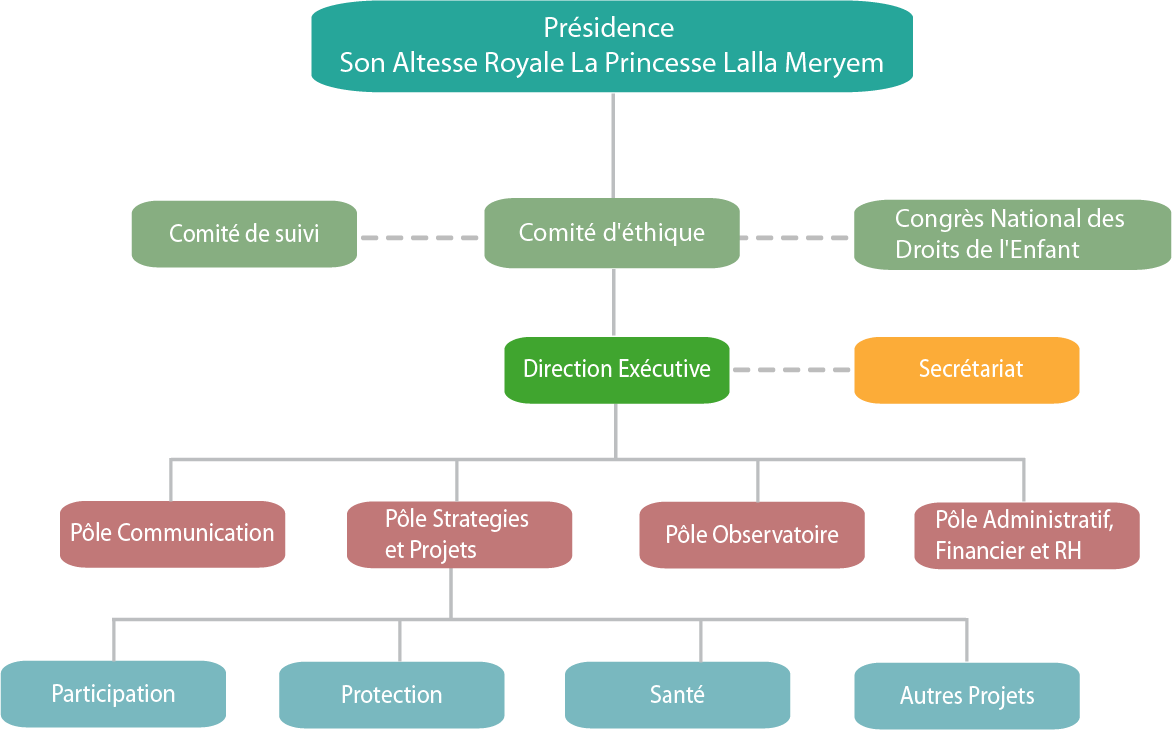 Présidence
Son Altesse Royale La Princesse Lalla Meryem
Comité de suivi
Comité d'éthique
Congrès National des
Droits de l'Enfant
Direction Exécutive
Secrétariat
Pôle Communication
Pôle Strategies
et Projets
Pôle Observatoire
Pôle Administratif,
Financier et RH
Participation
Protection
Santé
Autres Projets